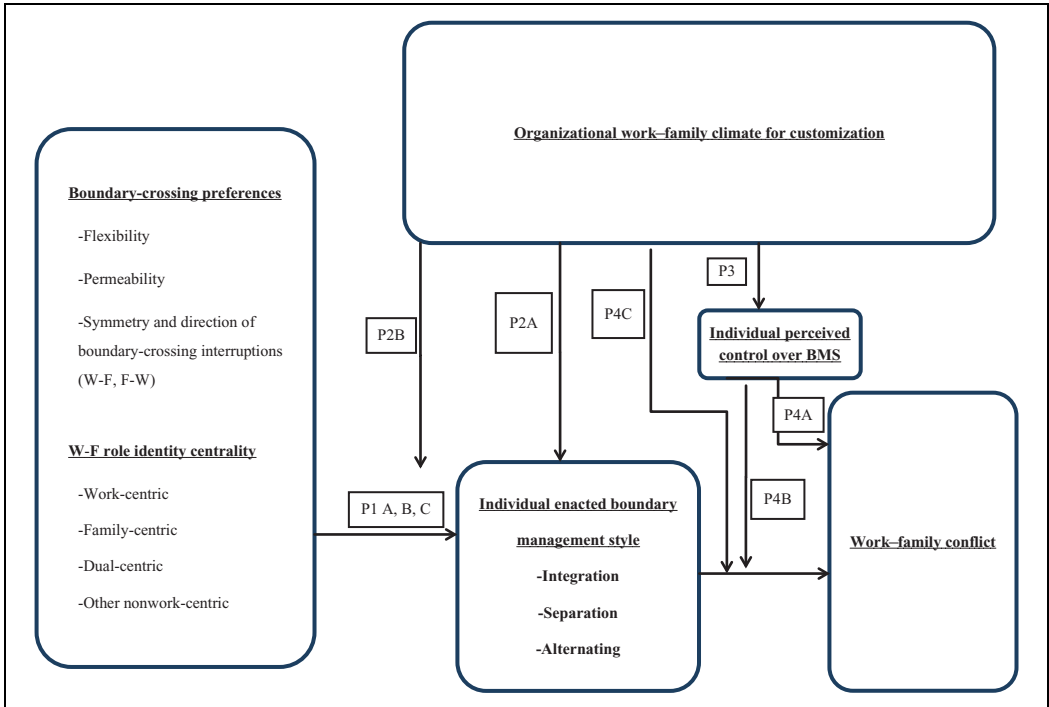 Organizational work–family climate for customization
Boundary-crossing preferences
-Flexibility
-Permeability
-Symmetry and direction of
boundary-crossing interruptions
(W-F, F-W)
W-F role identity centrality
-Work-centric
-Family-centric
-Dual-centric
-Other nonwork-centric
P2B
P2A
P4C
P3
Individual perceived
control over BMS
P4A
P4B
P1 A, B, C
Individual enacted boundary
management style
-Integration
-Separation
-Alternating
Work–family conflict